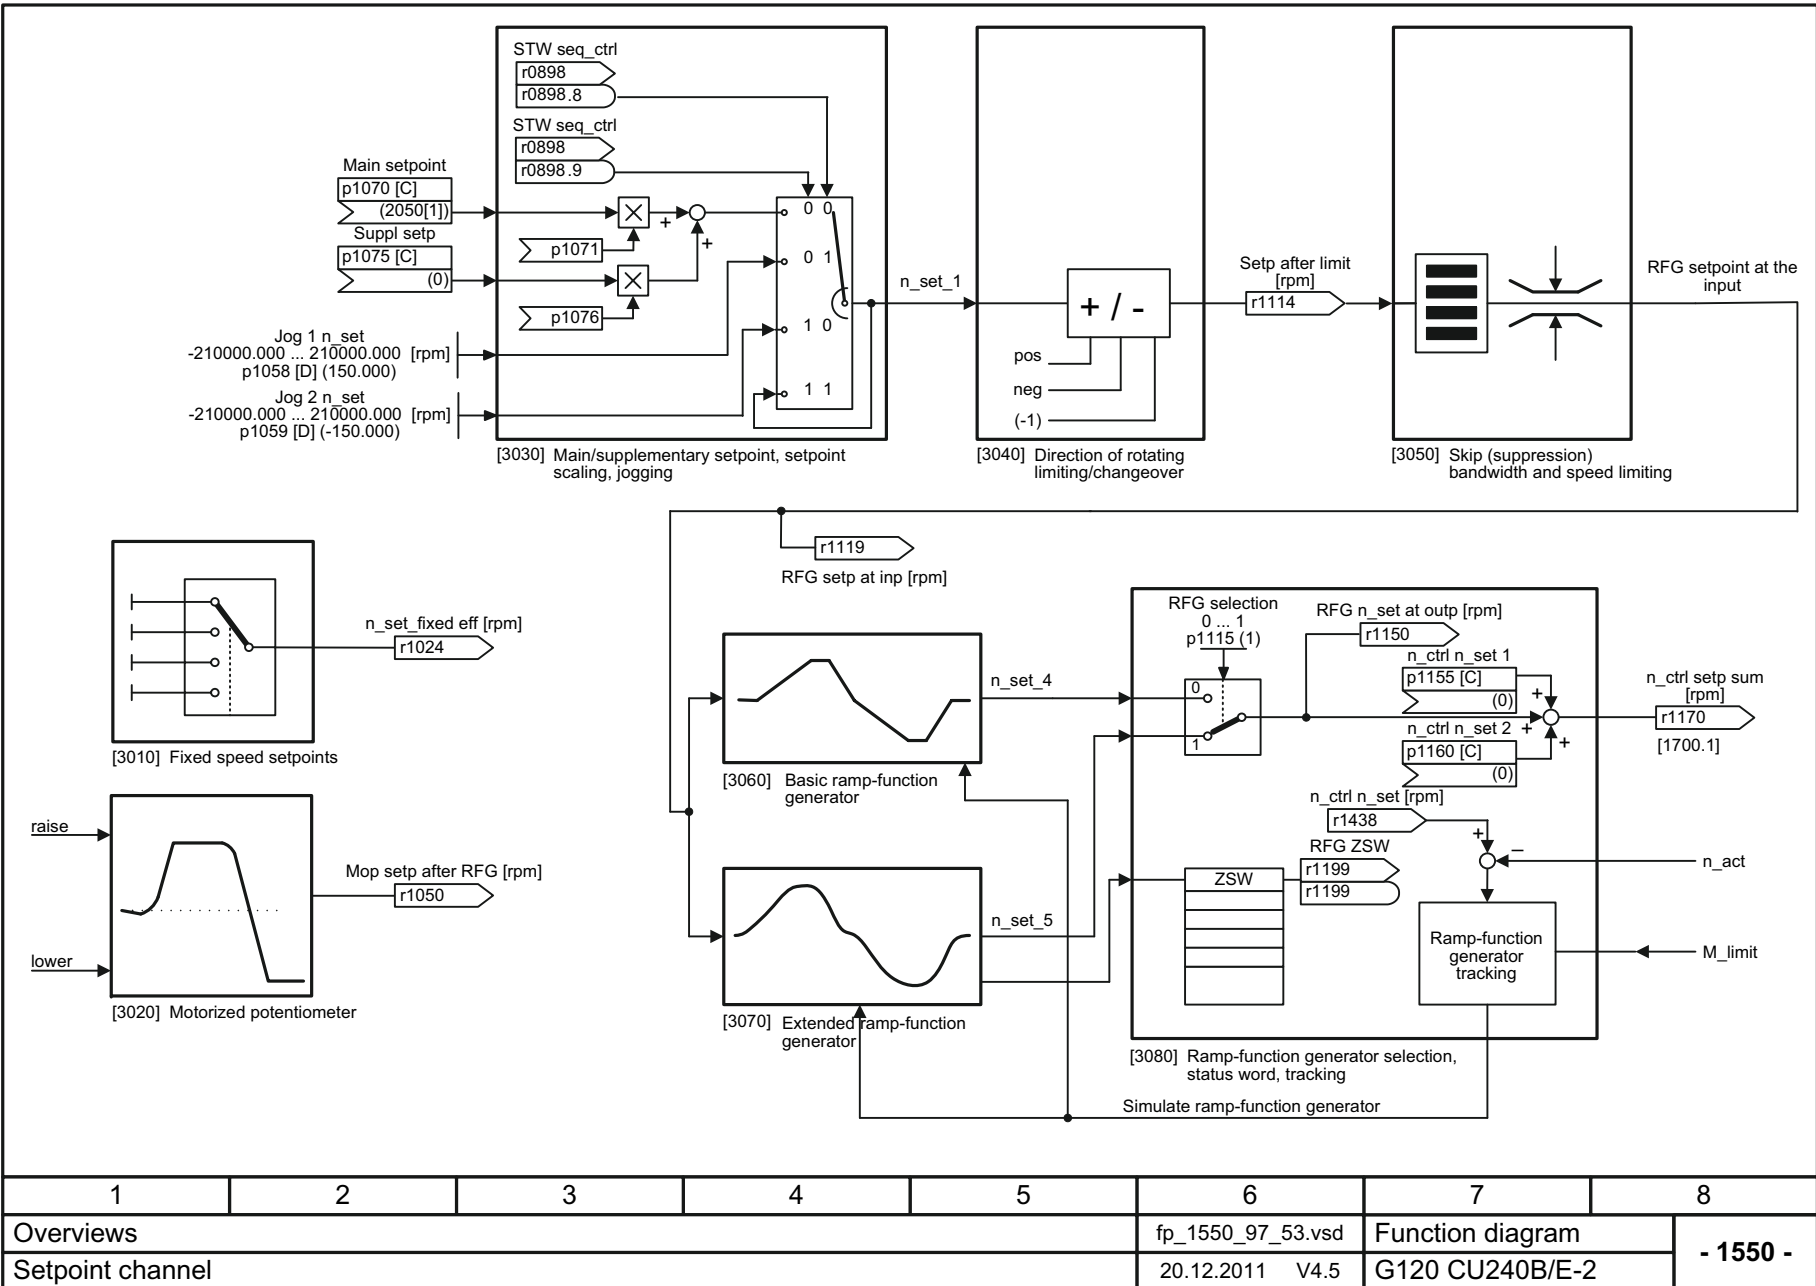 STW seq_ctrl
r0898
r0898.8
STW seq_ctrl
r0898
r0898.9
Main setpoint
p1070 [C]
(2050[1])
Suppl setp
p1075 [C]
(0)
p1071
p1076
Jog 1 n_set
-210000.000 ... 210000.000 [rpm]
p1058 [D] (150.000)
Jog 2 n_set
-210000.000 ... 210000.000 [rpm]
p1059 [D] (-150.000)
+
+
0 0
0 1
1 0
1 1
[3030] Main/supplementary setpoint, setpoint
scaling, jogging
n_set_1
+ / -
pos
neg
(-1)
[3040] Direction of rotating
limiting/changeover
Setp after limit
[rpm]
r1114
[3050] Skip (suppression)
bandwidth and speed limiting
RFG setpoint at the
input
r1119
RFG setp at inp [rpm]
n_set_fixed eff [rpm]
r1024
[3010] Fixed speed setpoints
raise
lower
Mop setp after RFG [rpm]
r1050
[3020] Motorized potentiometer
n_set_4
[3060] Basic ramp-function
generator
n_set_5
[3070] Extended ramp-function
generator
RFG selection
0 ... 1
p1115 (1)
0
1
RFG n_set at outp [rpm]
r1150
n_ctrl n_set 1
p1155 [C]
(0)
+
+
+
n_ctrl n_set 2
p1160 [C]
(0)
n_ctrl setp sum
[rpm]
r1170
[1700.1]
n_ctrl n_set [rpm]
r1438
+
–
n_act
RFG ZSW
r1199
r1199
ZSW
Ramp-function
generator
tracking
M_limit
[3080] Ramp-function generator selection,
status word, tracking
Simulate ramp-function generator
1 2 3 4 5 6 7 8
Overviews
fp_1550_97_53.vsd
Function diagram
- 1550 -
Setpoint channel
20.12.2011 V4.5
G120 CU240B/E-2